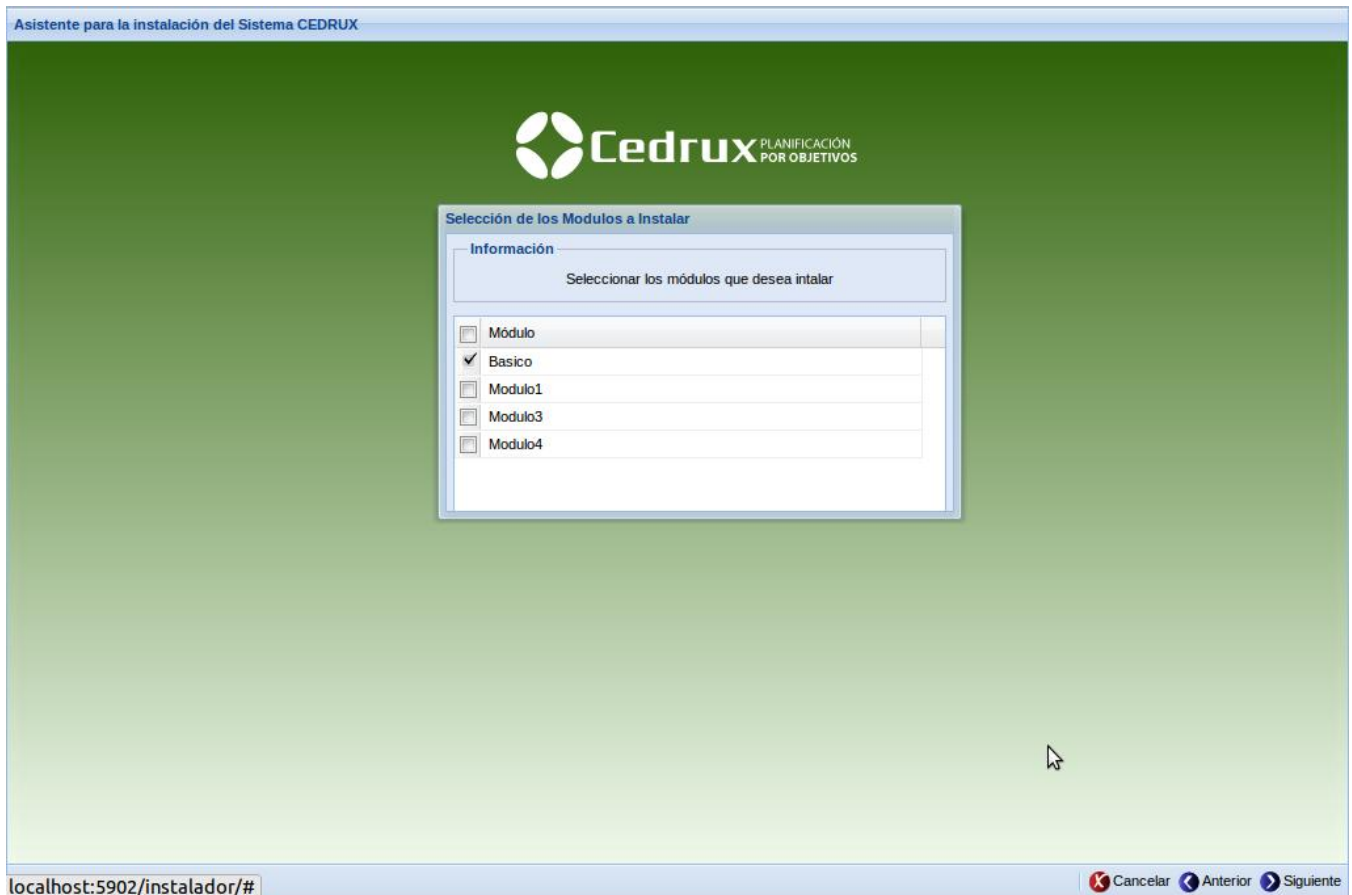 Asistente para la instalación del Sistema CEDRUX
Cedrux PLANIFICACIÓN
POR OBJETIVOS
Selección de los Modulos a Instalar
Información
Seleccionar los módulos que desea intalar
Módulo
Basico
Modulo1
Modulo3
Modulo4
localhost:5902/instalador/#
Cancelar Anterior Siguiente